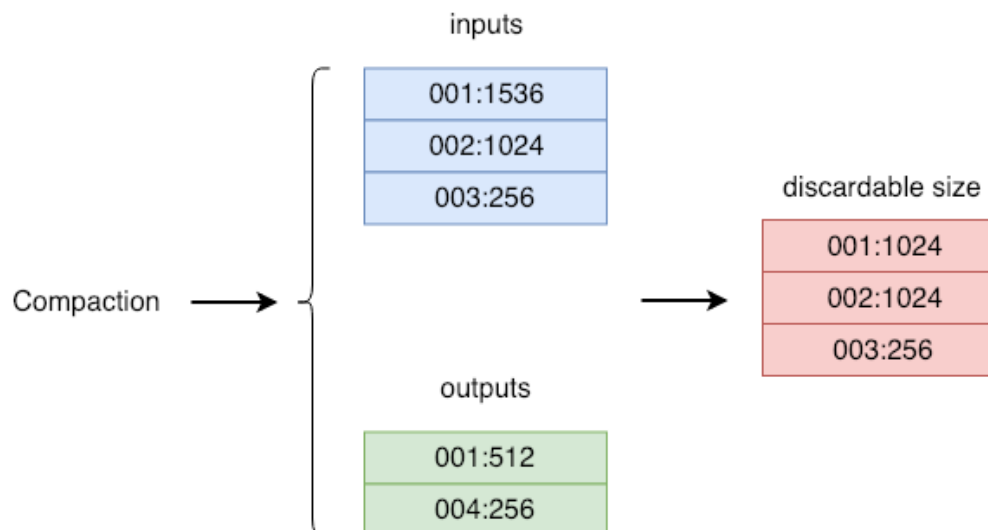 inputs
001:1536
002:1024
003:256
Compaction
outputs
001:512
004:256
discardable size
001:1024
002:1024
003:256